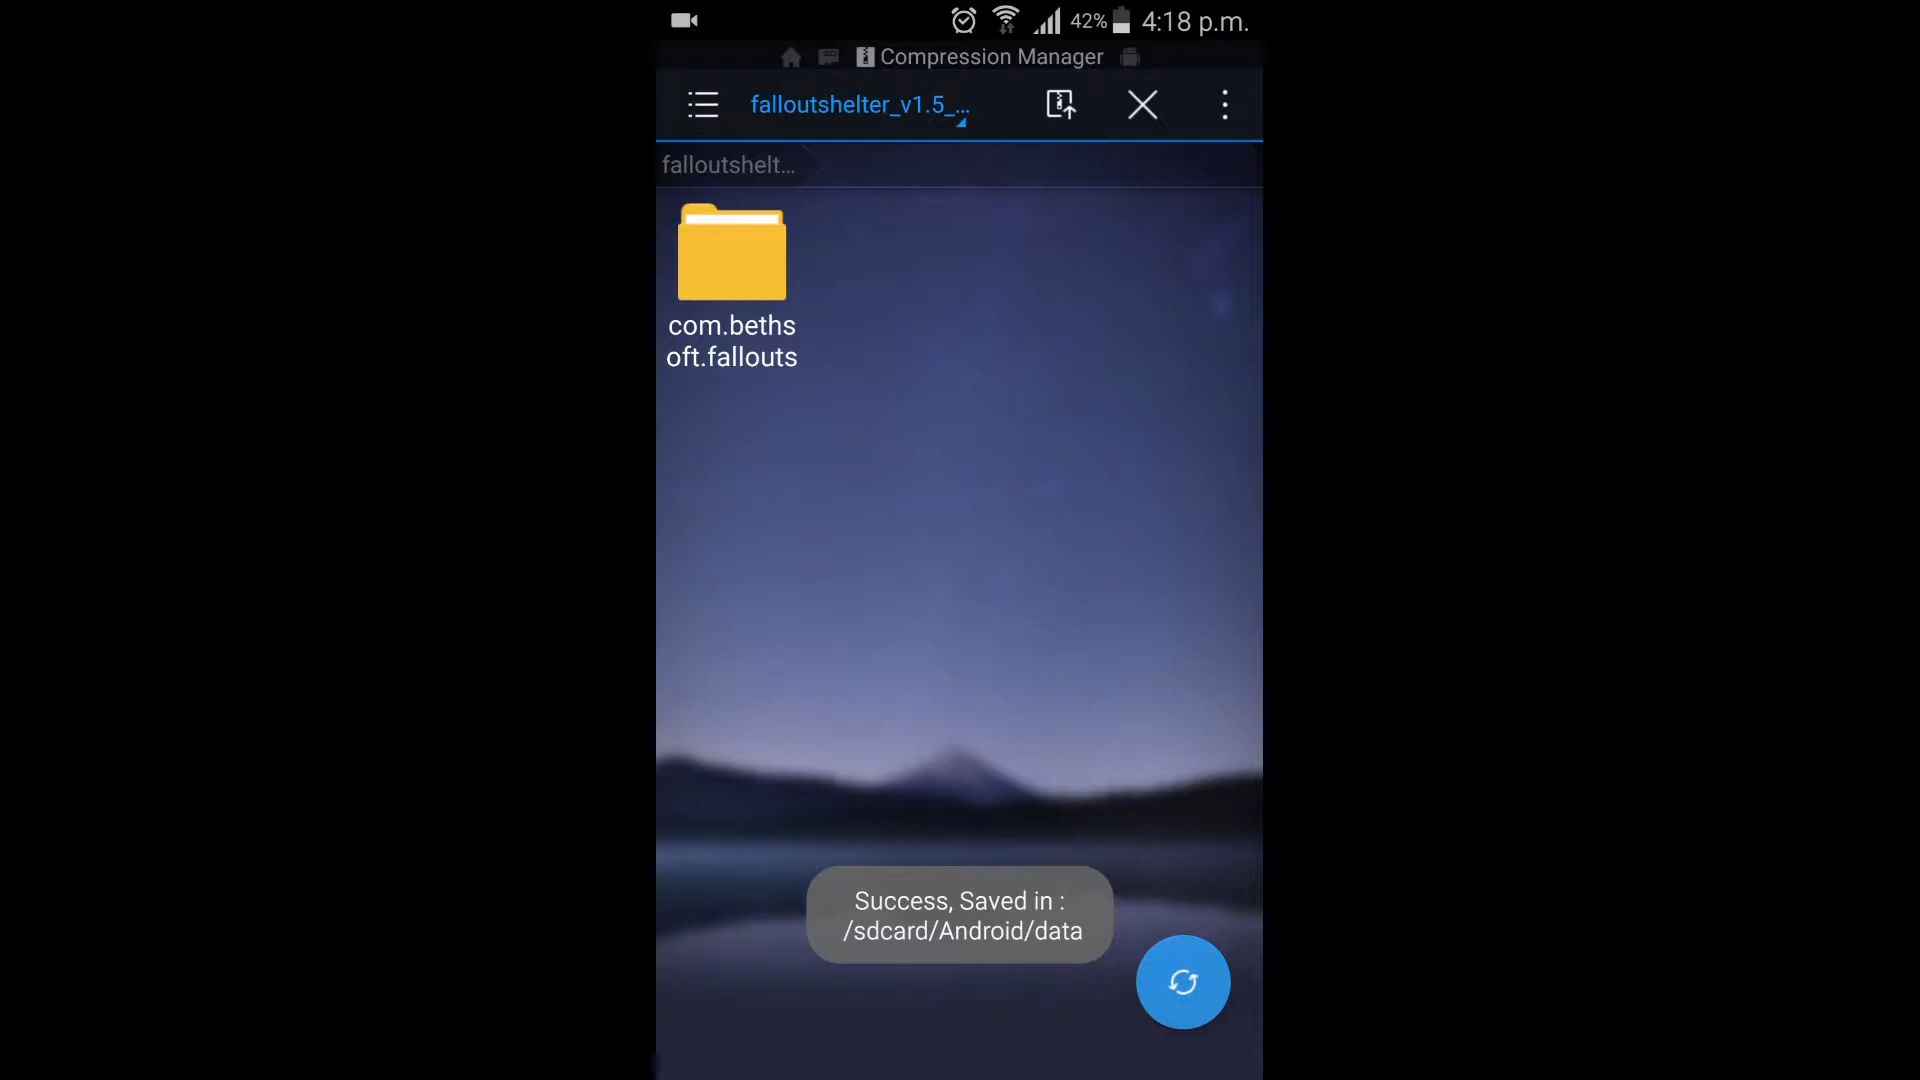 42% 4:18 p.m.
Compression Manager
falloutshelter_v1.5_...
falloutshelt...
com.beths
oft.fallouts
Success, Saved in :
/sdcard/Android/data